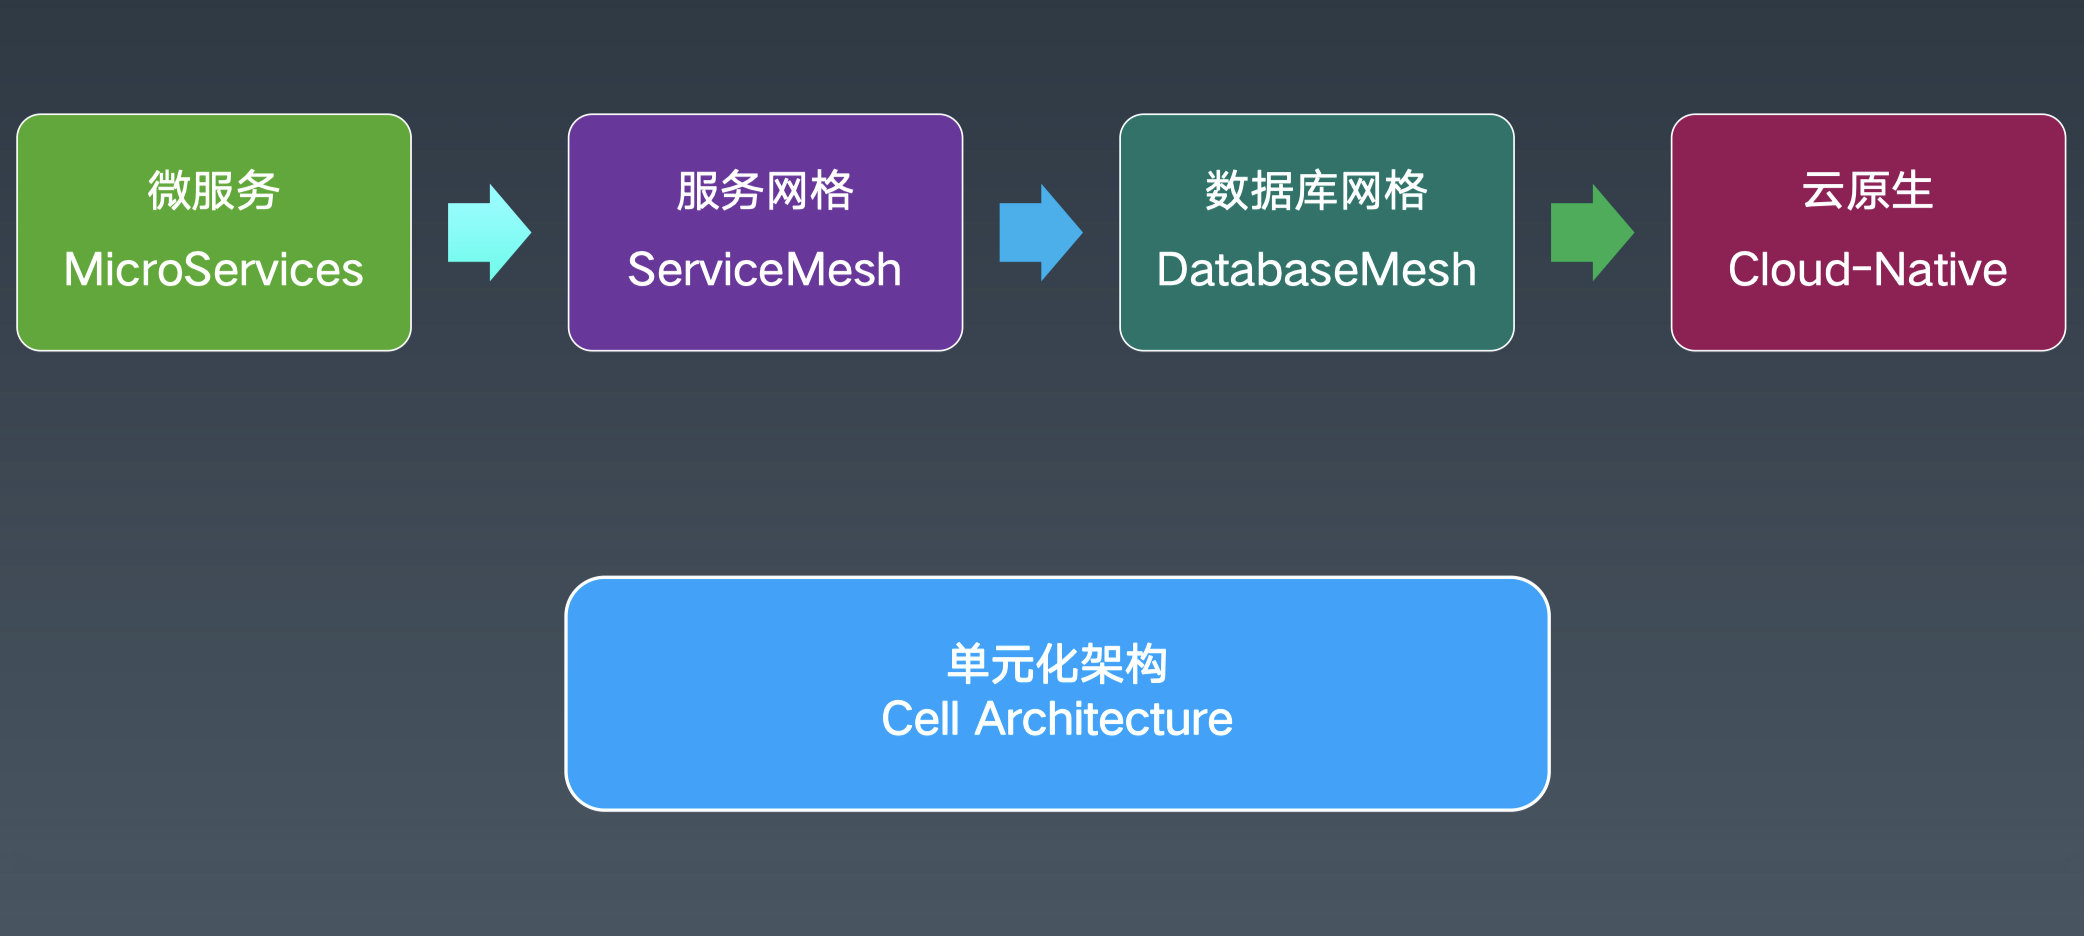 微服务
MicroServices
服务网格
ServiceMesh
数据库网格
DatabaseMesh
云原生
Cloud-Native
单元化架构
Cell Architecture